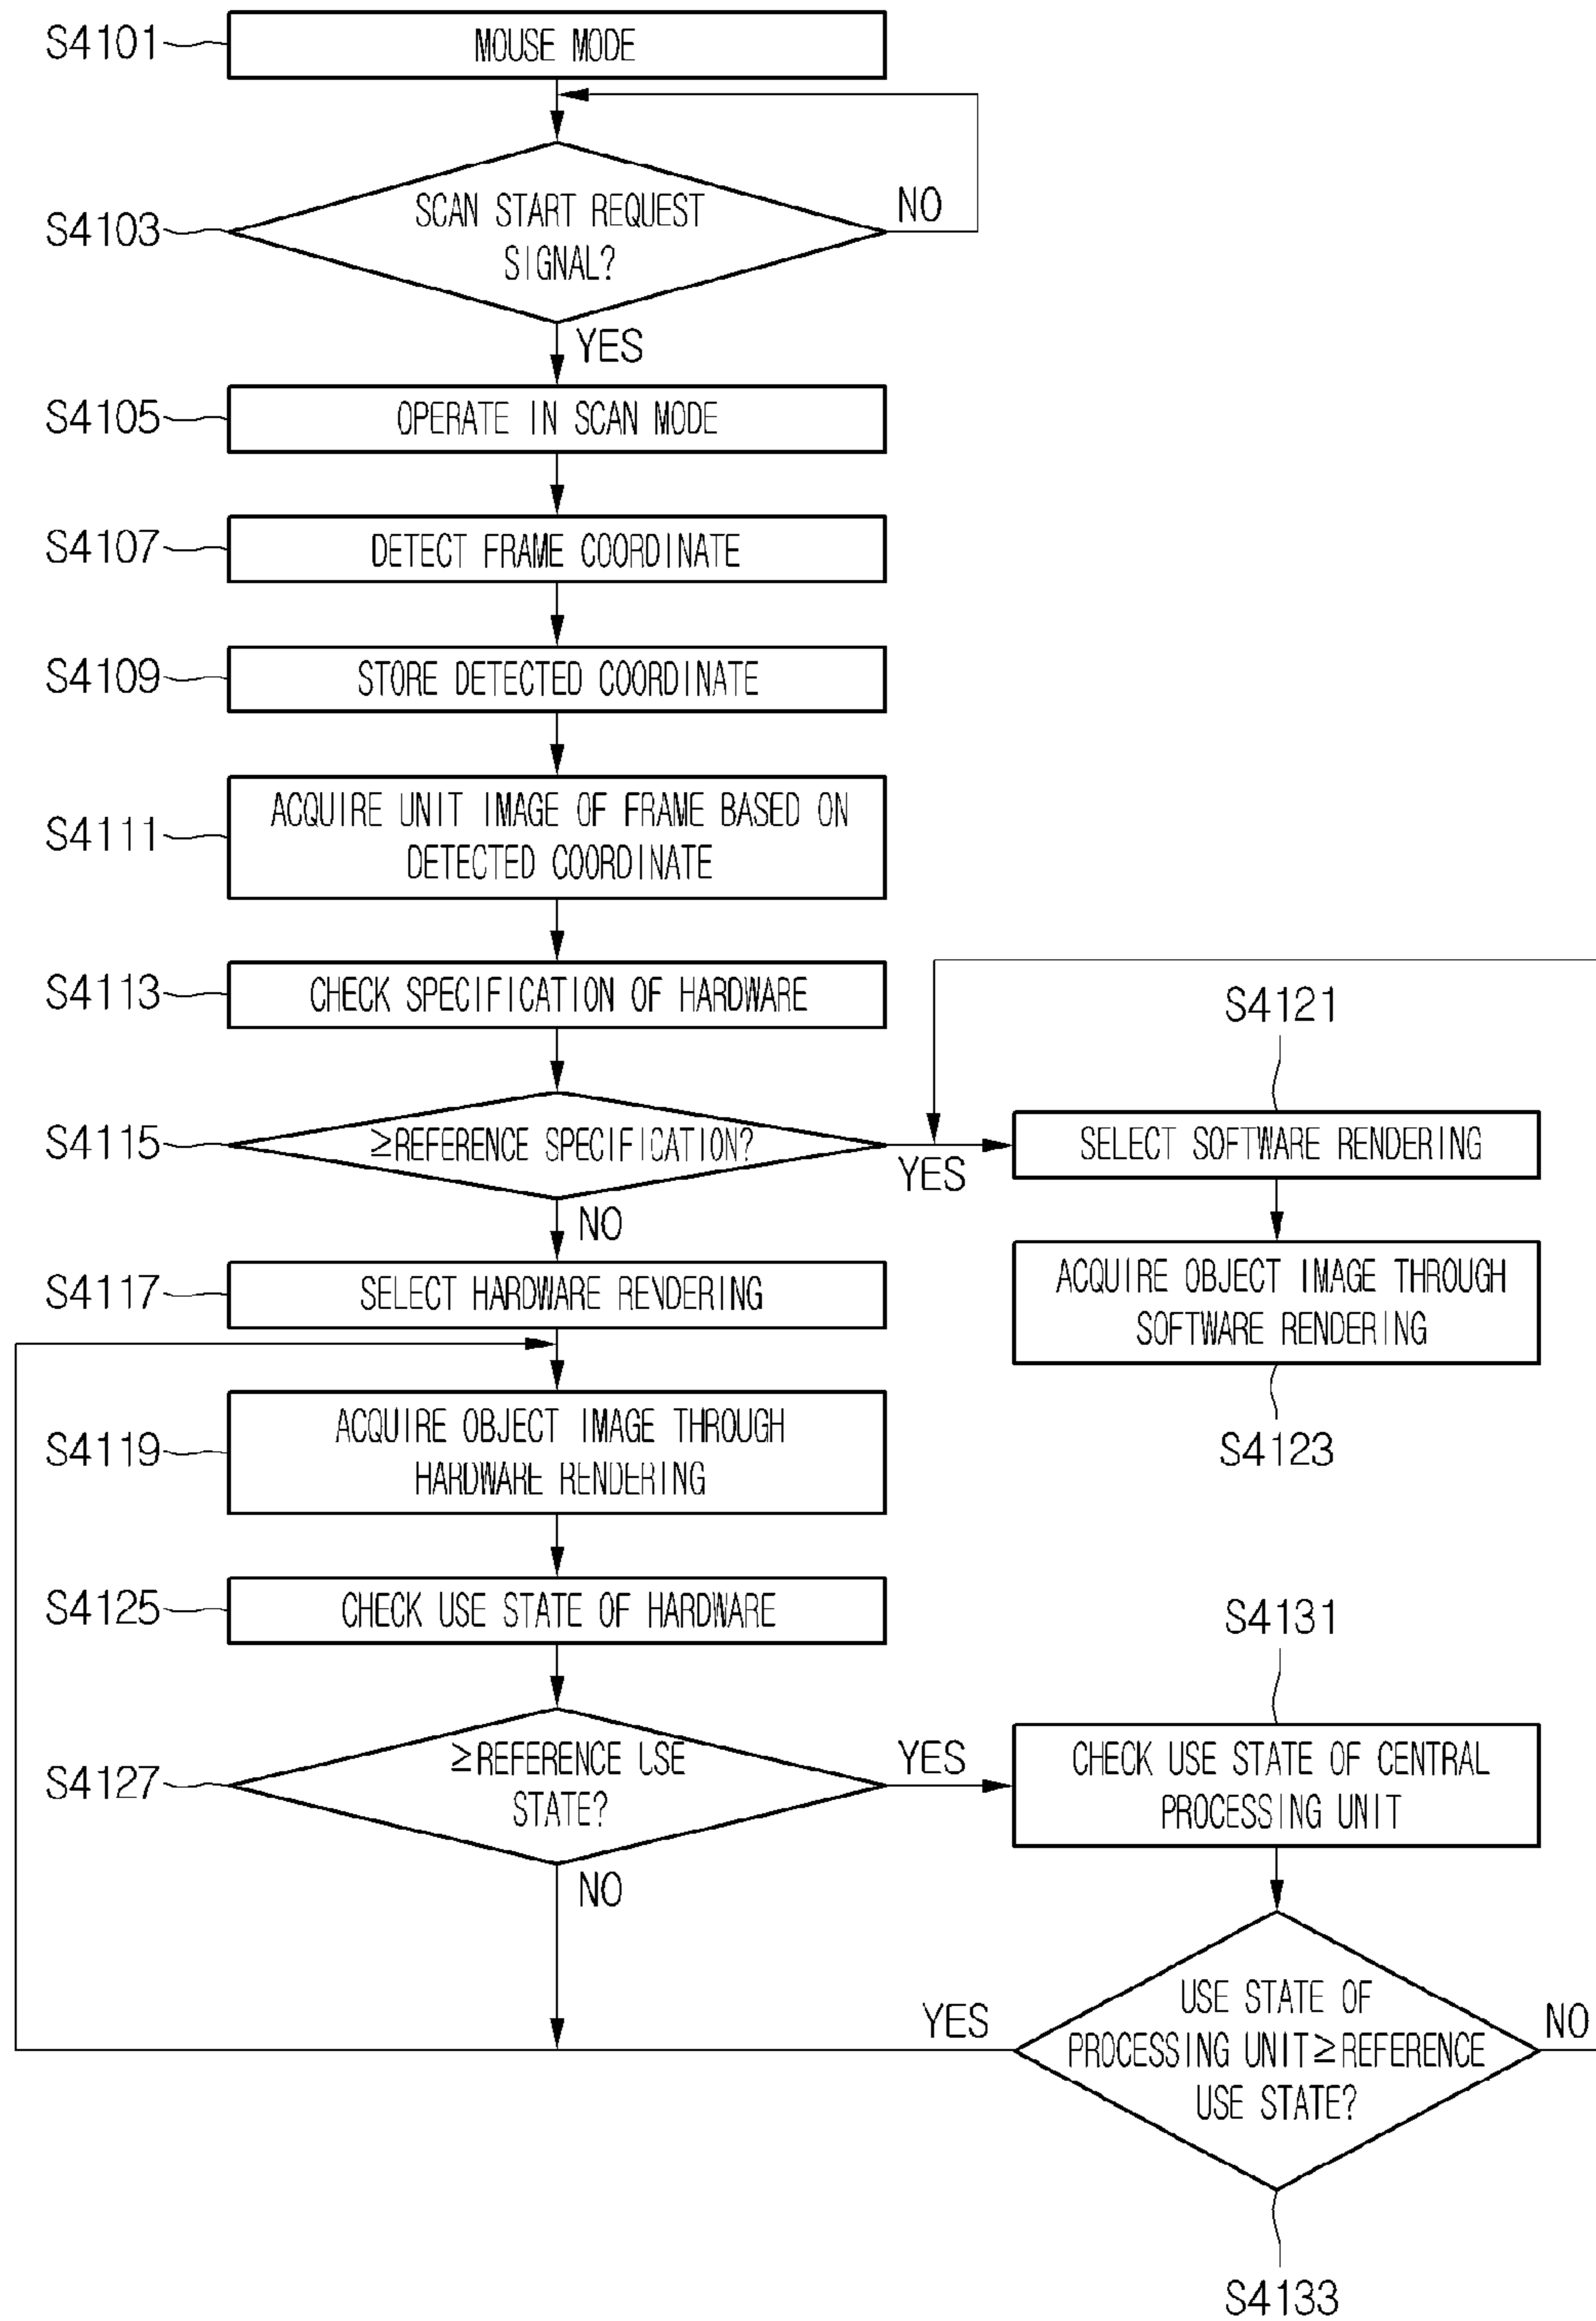 S4101
MOUSE MODE
S4103
SCAN START REQUEST
SIGNAL?
NO
YES
S4105
OPERATE IN SCAN MODE
S4107
DETECT FRAME COORDINATE
S4109
STORE DETECTED COORDINATE
S4111
ACQUIRE UNIT IMAGE OF FRAME BASED ON
DETECTED COORDINATE
S4113
CHECK SPECIFICATION OF HARDWARE
S4115
≥REFERENCE SPECIFICATION?
YES
NO
S4121
SELECT SOFTWARE RENDERING
ACQUIRE OBJECT IMAGE THROUGH
SOFTWARE RENDERING
S4123
S4117
SELECT HARDWARE RENDERING
S4119
ACQUIRE OBJECT IMAGE THROUGH
HARDWARE RENDERING
S4125
CHECK USE STATE OF HARDWARE
S4127
≥REFERENCE USE
STATE?
YES
NO
S4131
CHECK USE STATE OF CENTRAL
PROCESSING UNIT
USE STATE OF
PROCESSING UNIT≥REFERENCE
USE STATE?
YES
NO
S4133